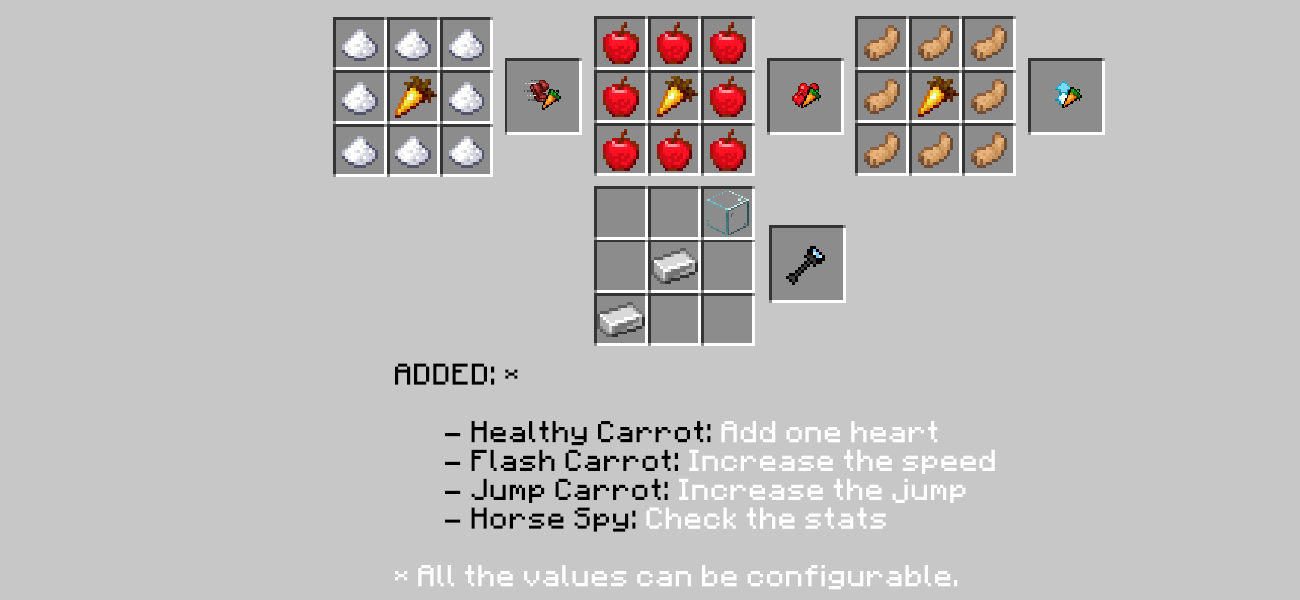 ADDED: *
- Healthy Carrot: Add one heart
- Flash Carrot: Increase the speed
- Jump Carrot: Increase the jump
- Horse Spy: Check the stats
* All the values can be configurable.